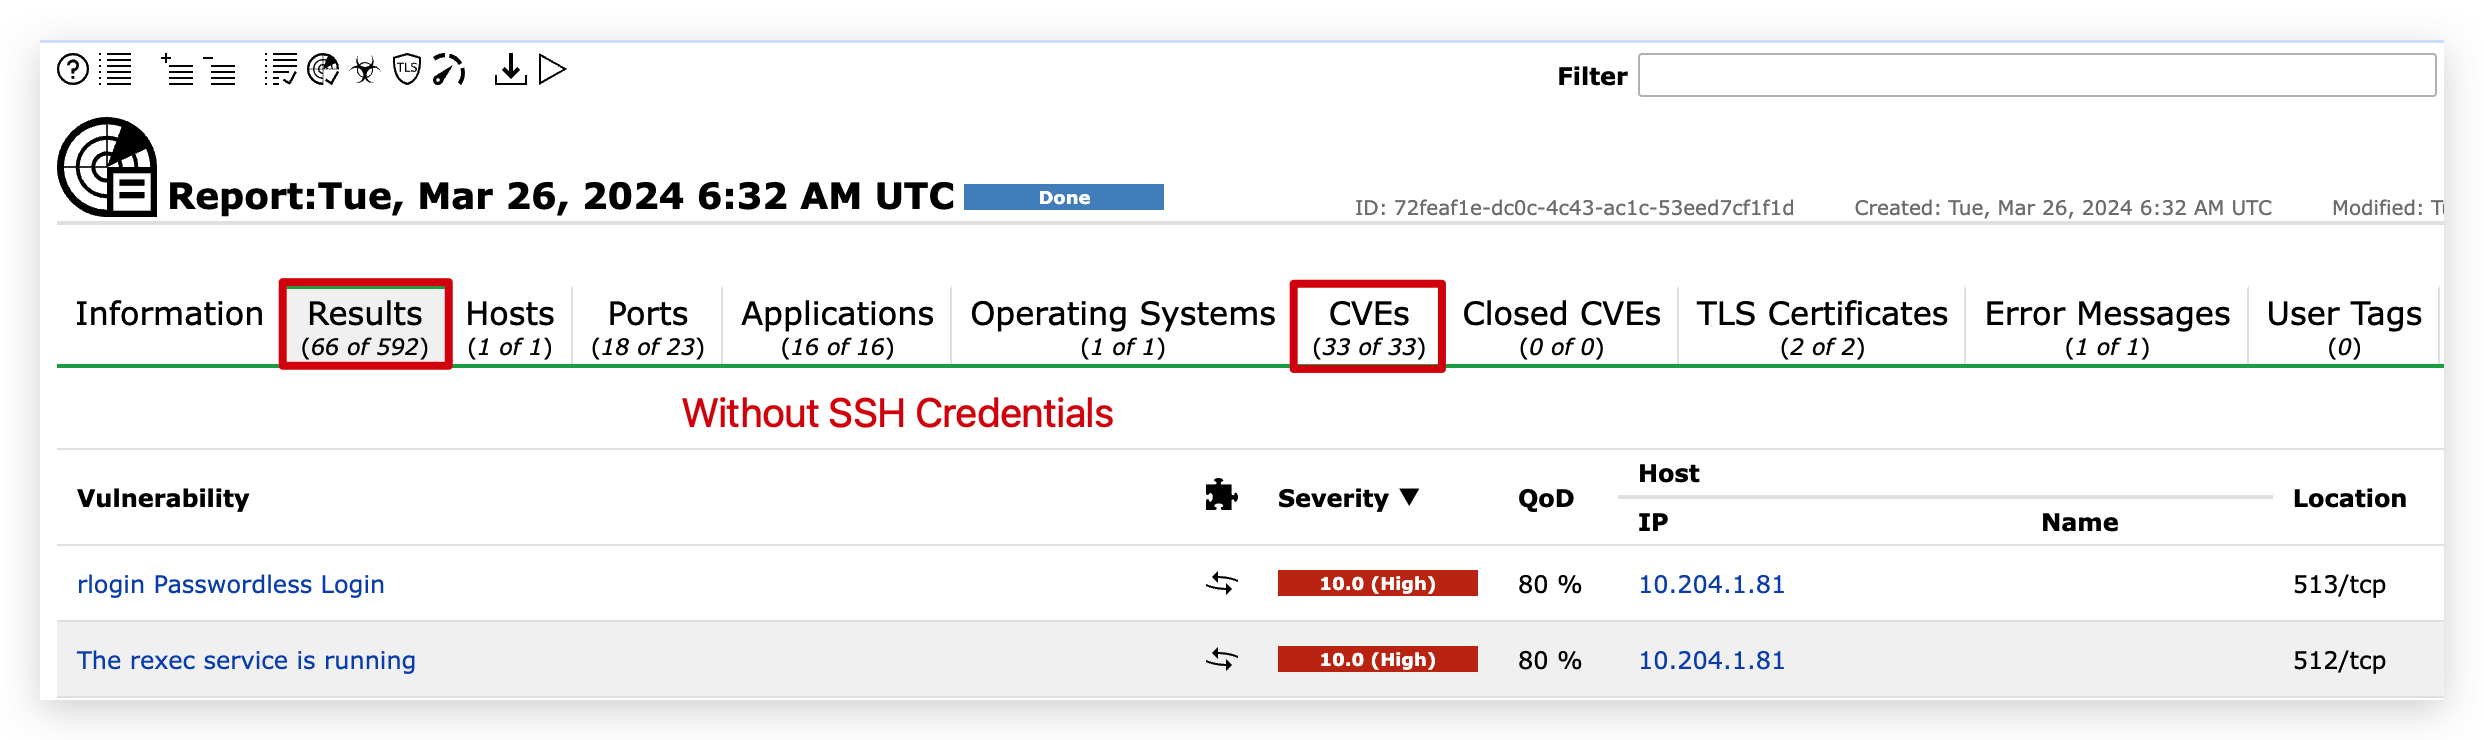 TLS
Filter
Report:Tue, Mar 26, 2024 6:32 AM UTC Done
ID: 72feaf1e-dc0c-4c43-ac1c-53eed7cf1f1d Created: Tue, Mar 26, 2024 6:32 AM UTC Modified:
Information Results Hosts Ports Applications Operating Systems CVEs Closed CVEs TLS Certificates Error Messages User Tags
(66 of 592) (1 of 1) (18 of 23) (16 of 16) (1 of 1) (33 of 33) (0 of 0) (2 of 2) (1 of 1) (0)
Without SSH Credentials
Vulnerability Severity ▼ QoD Host Location
IP Name
rlogin Passwordless Login 10.0 (High) 80 % 10.204.1.81 513/tcp
The rexec service is running 10.0 (High) 80 % 10.204.1.81 512/tcp